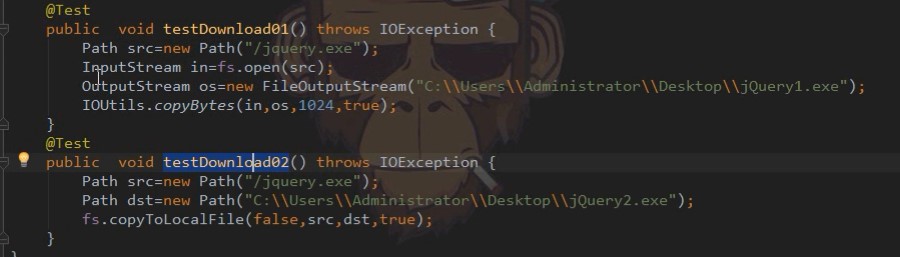 @Test
public  void testDownload01() throws IOException {
    Path src=new Path("/jquery.exe");
    InputStream in=fs.open(src);
    OutputStream os=new FileOutputStream("C:\\Users\\Administrator\\Desktop\\jQuery1.exe");
    IOUtils.copyBytes(in,os,1024,true);
}
@Test
public  void testDownload02() throws IOException {
    Path src=new Path("/jquery.exe");
    Path dst=new Path("C:\\Users\\Administrator\\Desktop\\jQuery2.exe");
    fs.copyToLocalFile(false,src,dst,true);
}
}